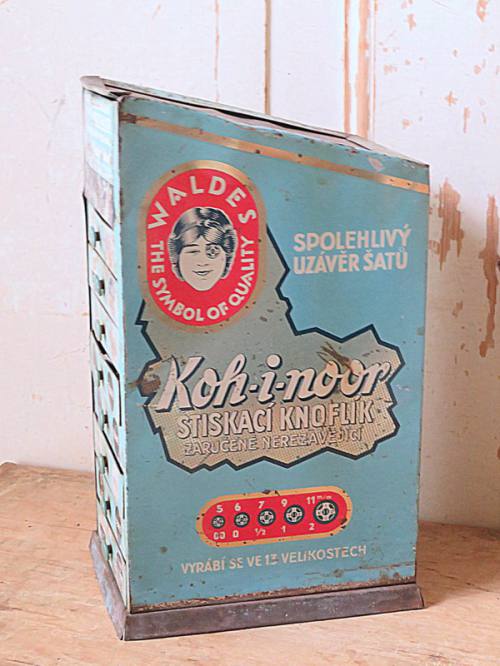 WALDES
THE SYMBOL OF QUALITY
SPOLEHLIVÝ
UZÁVĚR ŠATŮ
Koh-i-noor
STISKACÍ KNOFLÍK
ZARUČENĚ NEREZAVĚJÍCÍ
5 6 7 9 11 m/m
00 0 1/2 1 2
VYRÁBÍ SE VE 13 VELIKOSTECH